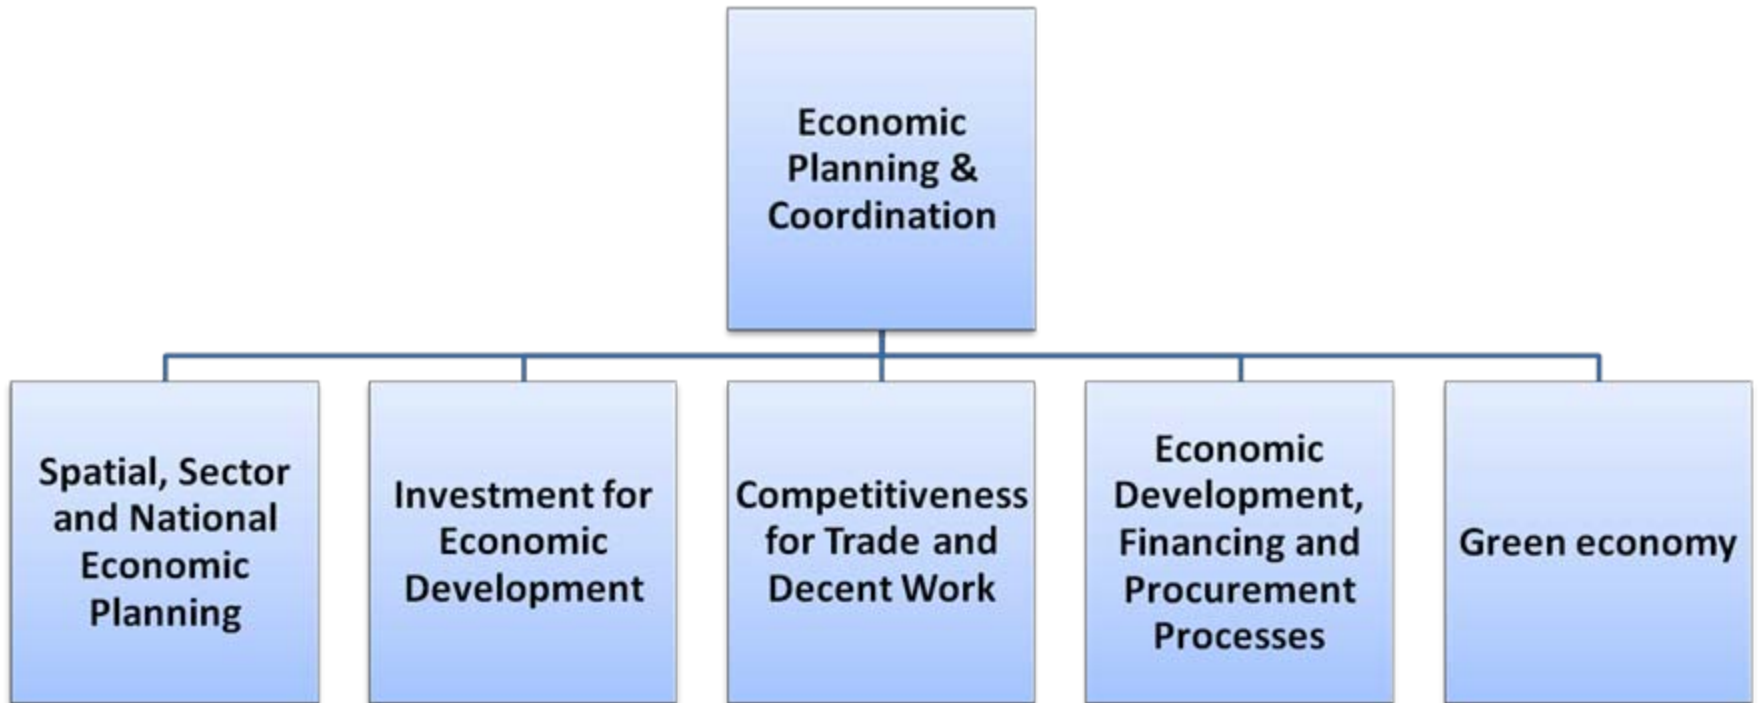 Economic
Planning &
Coordination
Spatial, Sector
and National
Economic
Planning
Investment for
Economic
Development
Competitiveness
for Trade and
Decent Work
Economic
Development,
Financing and
Procurement
Processes
Green economy